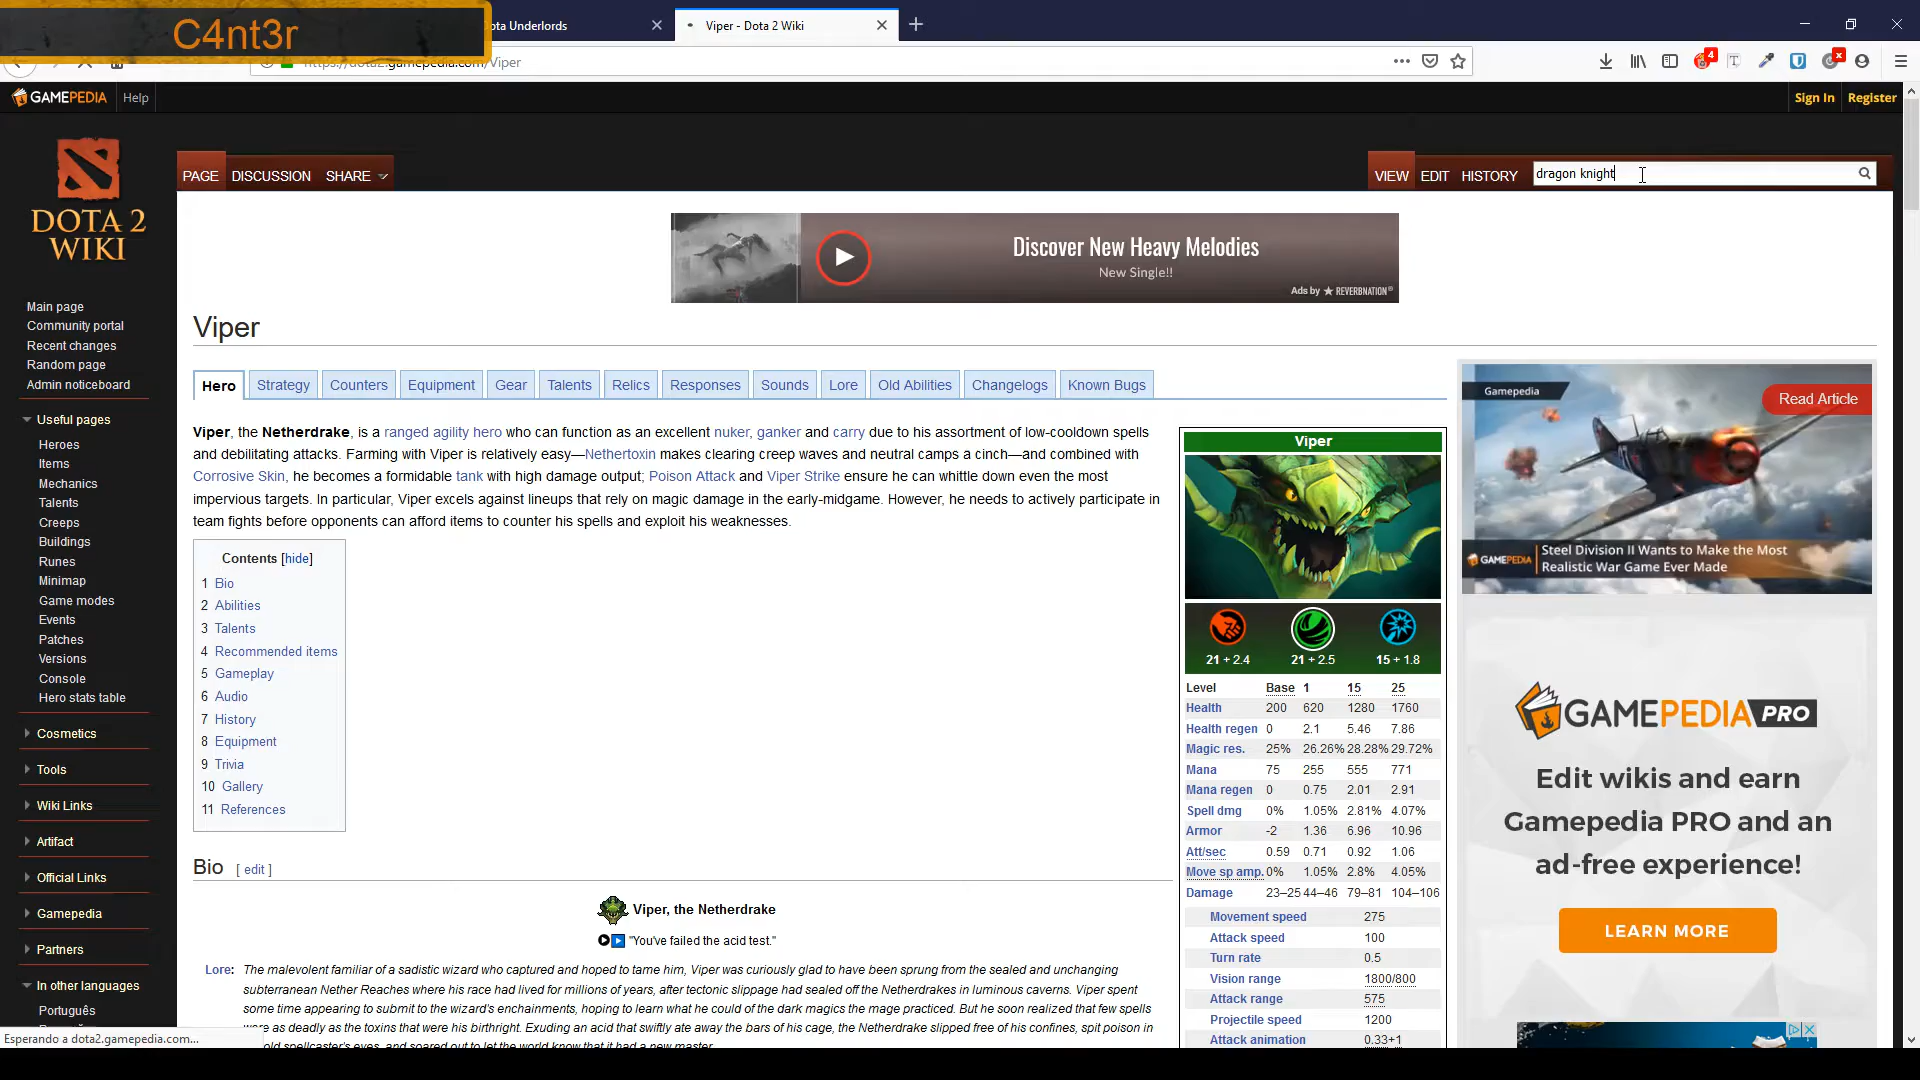 C4nt3r
ota Underlords
Viper - Dota 2 Wiki
https://dota2.gamepedia.com/Viper
4
GAMEPEDIA
Help
Sign In
Register
DOTA 2
WIKI
PAGE
DISCUSSION
SHARE
VIEW
EDIT
HISTORY
dragon knight
Discover New Heavy Melodies
New Single!!
Ads by ★ REVERBNATION
Main page
Community portal
Recent changes
Random page
Admin noticeboard
Useful pages
Heroes
Items
Mechanics
Talents
Creeps
Buildings
Runes
Minimap
Game modes
Events
Patches
Versions
Console
Hero stats table
Cosmetics
Tools
Wiki Links
Artifact
Official Links
Gamepedia
Partners
In other languages
Português
Viper
Hero
Strategy
Counters
Equipment
Gear
Talents
Relics
Responses
Sounds
Lore
Old Abilities
Changelogs
Known Bugs
Viper, the Netherdrake, is a ranged agility hero who can function as an excellent nuker, ganker and carry due to his assortment of low-cooldown spells
and debilitating attacks. Farming with Viper is relatively easy—Nethertoxin makes clearing creep waves and neutral camps a cinch—and combined with
Corrosive Skin, he becomes a formidable tank with high damage output; Poison Attack and Viper Strike ensure he can whittle down even the most
impervious targets. In particular, Viper excels against lineups that rely on magic damage in the early-midgame. However, he needs to actively participate in
team fights before opponents can afford items to counter his spells and exploit his weaknesses.
Contents [hide]
1 Bio
2 Abilities
3 Talents
4 Recommended items
5 Gameplay
6 Audio
7 History
8 Equipment
9 Trivia
10 Gallery
11 References
Bio [ edit ]
Viper, the Netherdrake
"You've failed the acid test."
Lore: The malevolent familiar of a sadistic wizard who captured and hoped to tame him, Viper was curiously glad to have been sprung from the sealed and unchanging
subterranean Nether Reaches where his race had lived for millions of years, after tectonic slippage had sealed off the Netherdrakes in luminous caverns. Viper spent
some time appearing to submit to the wizard's enchainments, hoping to learn what he could of the dark magics the mage practiced. But he soon realized that few spells
were as deadly as the toxins that were his birthright. Exuding an acid that swiftly ate away the bars of his cage, the Netherdrake slipped free of his confines, spit poison in
old spellcaster's eyes, and soared out to let the world know that it had a new master.
Viper
21 + 2.4 21 + 2.5 15 + 1.8
Level Base 1 15 25
Health 200 620 1280 1760
Health regen 0 2.1 5.46 7.86
Magic res. 25% 26.26% 28.28% 29.72%
Mana 75 255 555 771
Mana regen 0 0.75 2.01 2.91
Spell dmg 0% 1.05% 2.81% 4.07%
Armor -2 1.36 6.96 10.96
Att/sec 0.59 0.71 0.92 1.06
Move sp amp. 0% 1.05% 2.8% 4.05%
Damage 23–25 44–46 79–81 104–106
Movement speed 275
Attack speed 100
Turn rate 0.5
Vision range 1800/800
Attack range 575
Projectile speed 1200
Attack animation 0.33+1
Gamepedia
Read Article
GAMEPEDIA
Steel Division II Wants to Make the Most
Realistic War Game Ever Made
GAMEPEDIA PRO
Edit wikis and earn
Gamepedia PRO and an
ad-free experience!
LEARN MORE
Esperando a dota2.gamepedia.com...